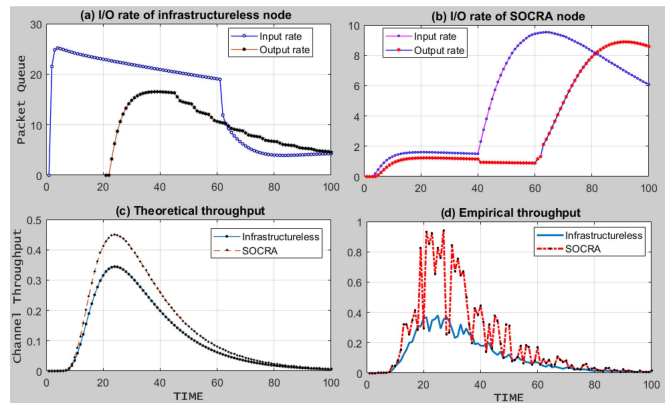 (a) I/O rate of infrastructureless node
(b) I/O rate of SOCRA node
30
20
10
0
Packet Queue
Input rate
Output rate
0 20 40 60 80 100
10
8
6
4
2
0
Input rate
Output rate
0 20 40 60 80 100
(c) Theoretical throughput
(d) Empirical throughput
0.5
0.4
0.3
0.2
0.1
0
Channel Throughput
Infrastructureless
SOCRA
0 20 40 60 80 100
TIME
1
0.8
0.6
0.4
0.2
0
Infrastructureless
SOCRA
0 20 40 60 80 100
TIME